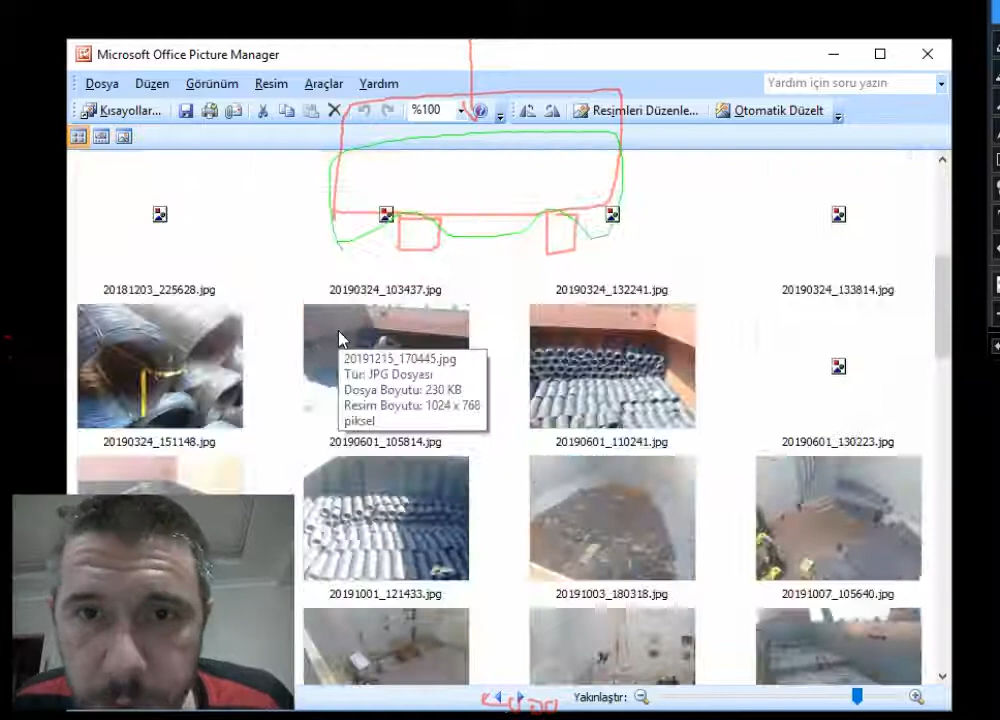 Microsoft Office Picture Manager
Dosya Düzen Görünüm Resim Araçlar Yardım
Yardım için soru yazın
Kısayollar... %100 Resimleri Düzenle... Otomatik Düzelt
20181203_225628.jpg 20190324_103437.jpg 20190324_132241.jpg 20190324_133814.jpg
20191215_170445.jpg
Tür: JPG Dosyası
Dosya Boyutu: 230 KB
Resim Boyutu: 1024 x 768
piksel
20190324_151148.jpg 20190601_105814.jpg 20190601_110241.jpg 20190601_130223.jpg
20191001_121433.jpg 20191003_180318.jpg 20191007_105640.jpg
Yakınlaştır: